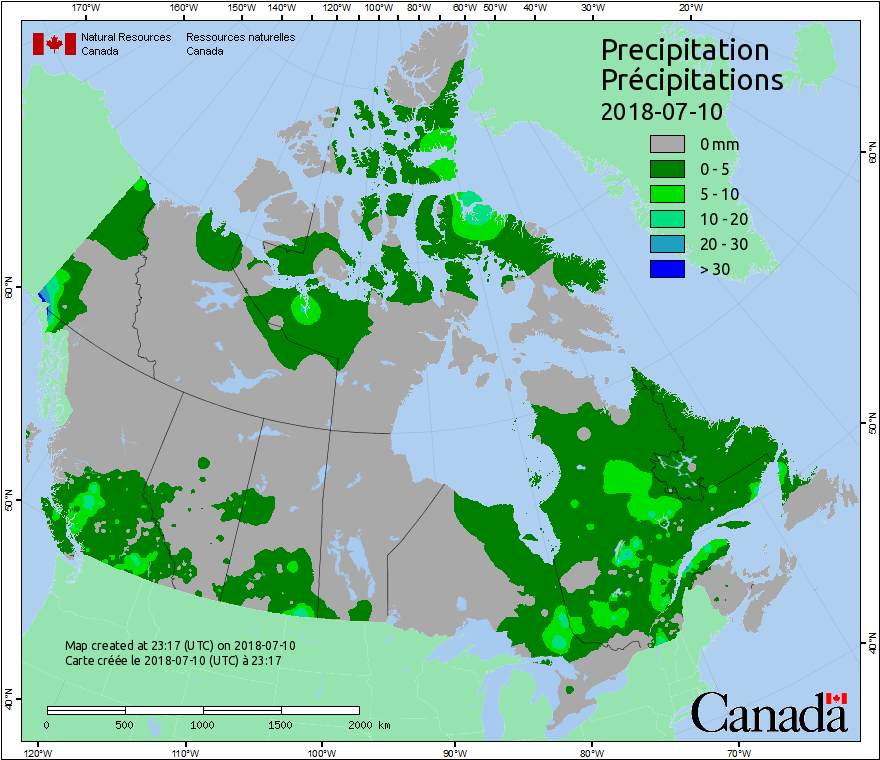 170°W 160°W 150°W 140°W 120°W 100°W 80°W 60°W 50°W 40°W 30°W 20°W
Natural Resources Canada
Ressources naturelles Canada
Precipitation
Précipitations
2018-07-10
0 mm
0 - 5
5 - 10
10 - 20
20 - 30
> 30
60°N
50°N
40°N
60°N
50°N
40°N
Map created at 23:17 (UTC) on 2018-07-10
Carte créée le 2018-07-10 (UTC) à 23:17
0 500 1000 1500 2000 km
Canada
120°W 110°W 100°W 90°W 80°W 70°W